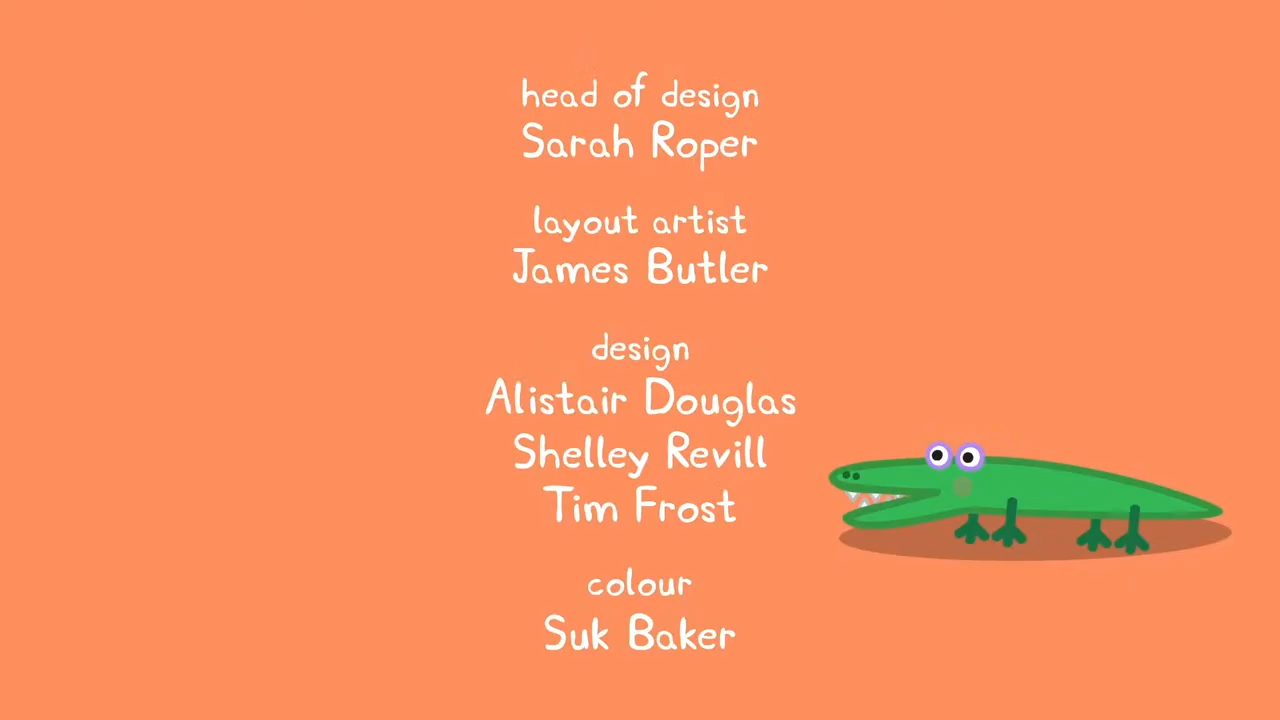 head of design
Sarah Roper
layout artist
James Butler
design
Alistair Douglas
Shelley Revill
Tim Frost
colour
Suk Baker